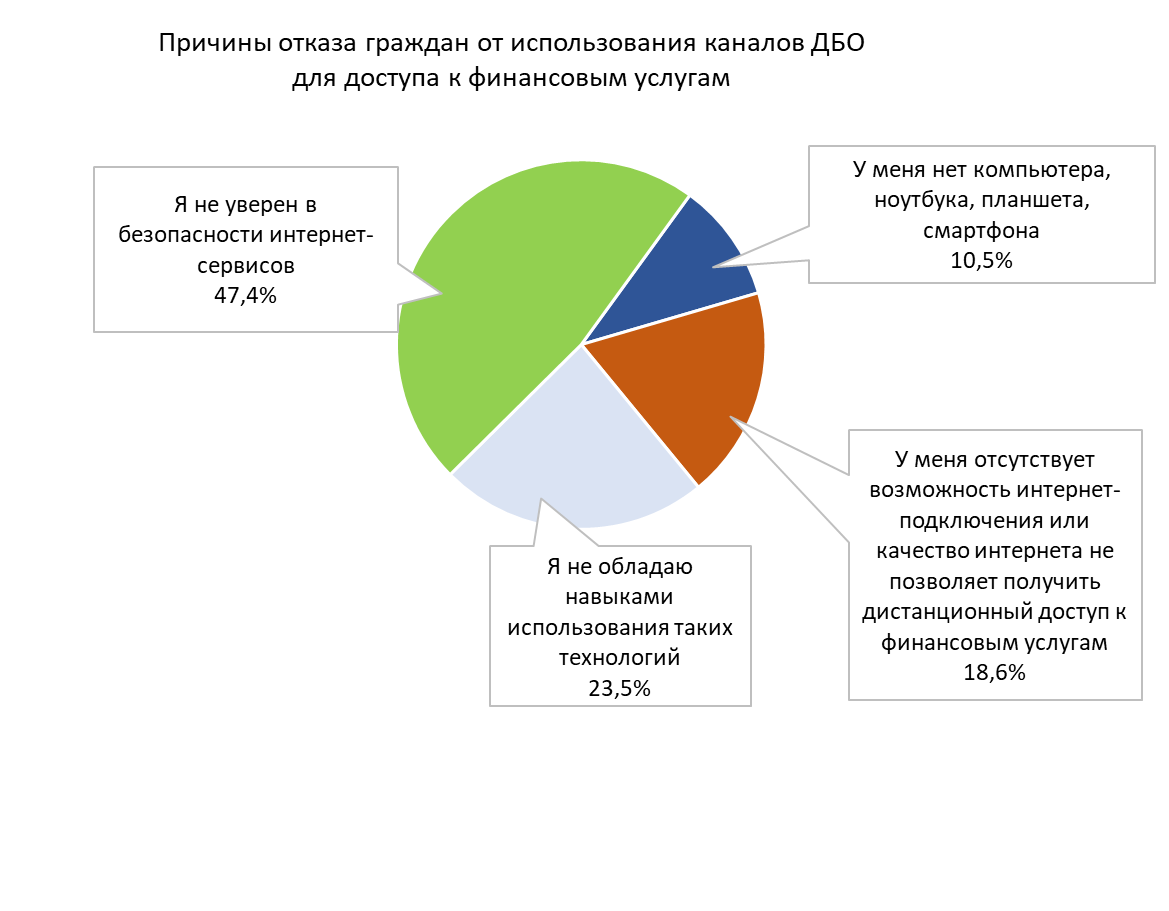 Причины отказа граждан от использования каналов ДБО
для доступа к финансовым услугам
Я не уверен в
безопасности интернет-
сервисов
47,4%
У меня нет компьютера,
ноутбука, планшета,
смартфона
10,5%
У меня отсутствует
возможность интернет-
подключения или
качество интернета не
позволяет получить
дистанционный доступ к
финансовым услугам
18,6%
Я не обладаю
навыками
использования таких
технологий
23,5%